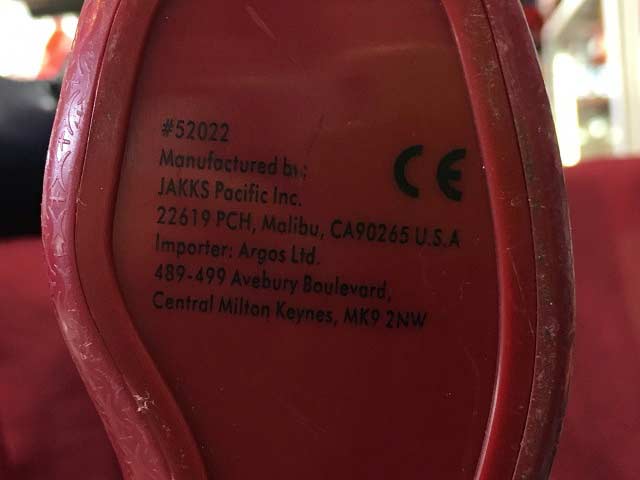 #52022
Manufactured by:
JAKKS Pacific Inc.
22619 PCH, Malibu, CA90265 U.S.A
Importer: Argos Ltd.
489-499 Avebury Boulevard,
Central Milton Keynes, MK9 2NW
CE